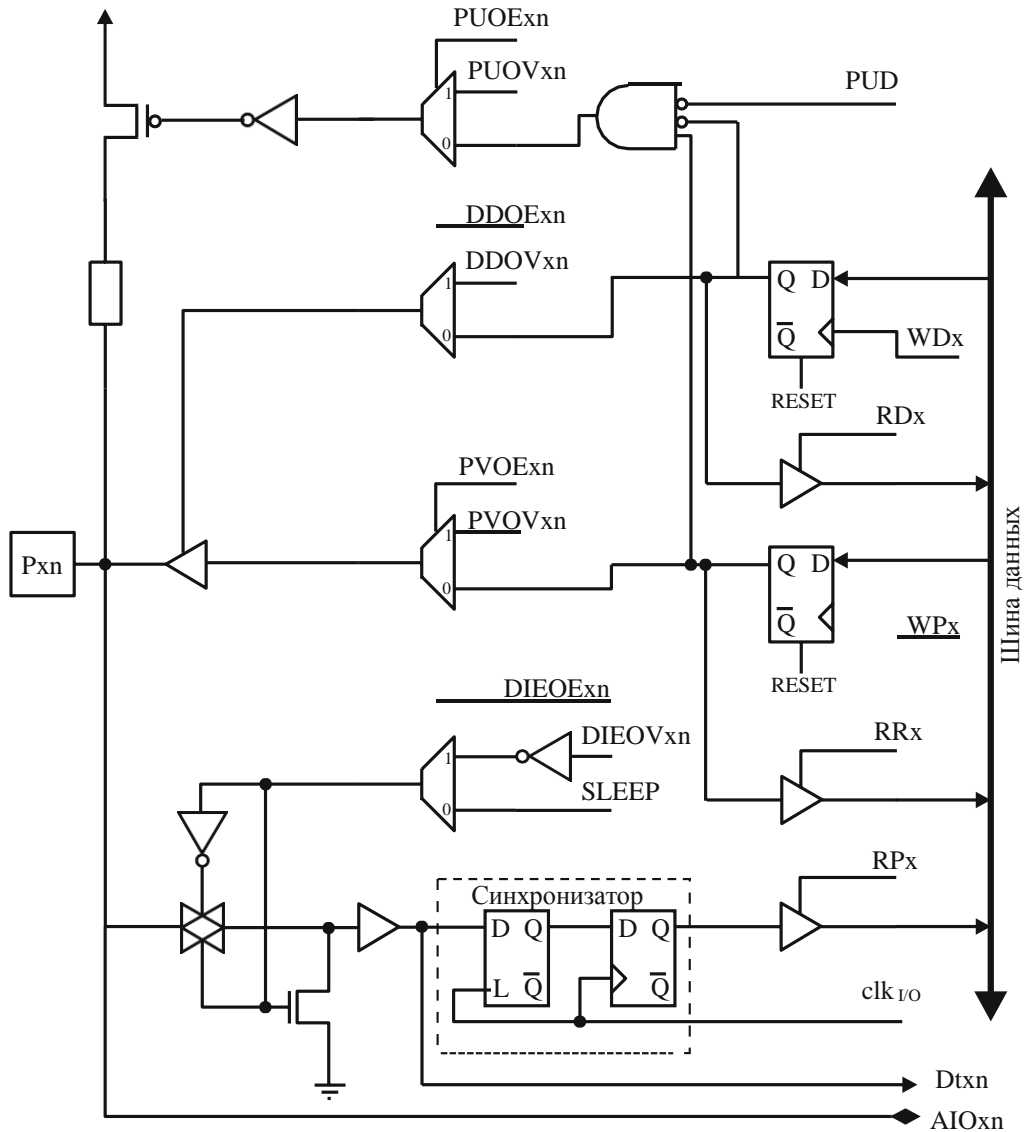 PUOExn
PUOVxn
PUD
1
0
DDOExn
DDOVxn
1
0
Q D
Q
WDx
RESET
RDx
PVOExn
PVOVxn
1
0
Pxn
Q D
Q
WPx
RESET
Шина данных
DIEOExn
DIEOVxn
1
SLEEP
0
RRx
RPx
Синхронизатор
D Q
D Q
L Q
Q
clk I/O
Dtxn
AIOxn